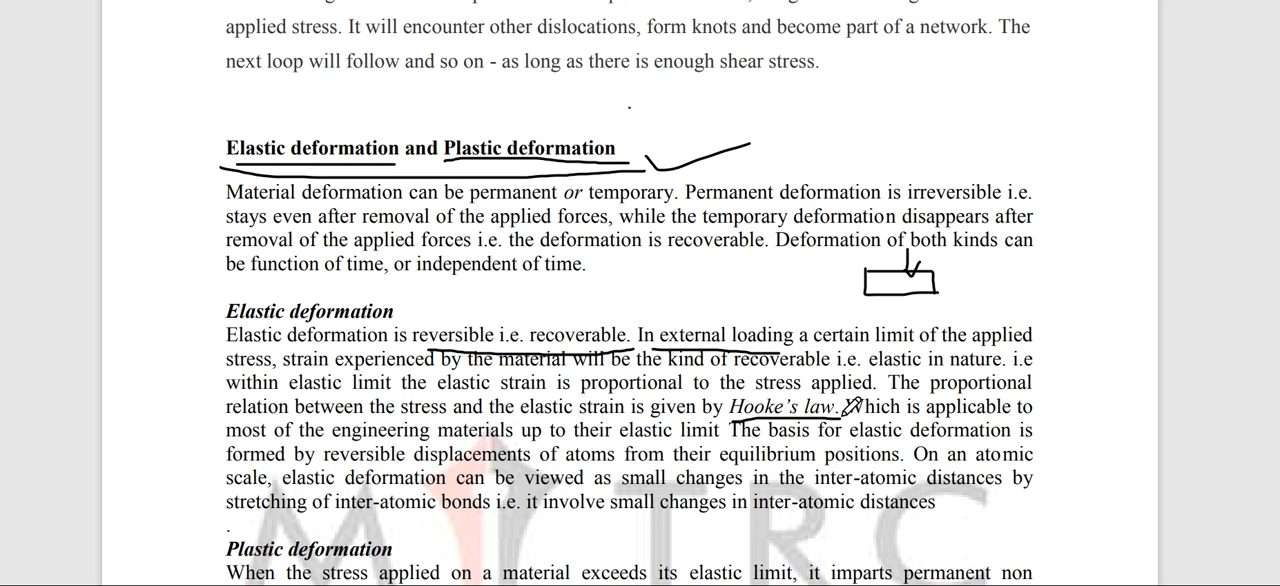 applied stress. It will encounter other dislocations, form knots and become part of a network. The
next loop will follow and so on - as long as there is enough shear stress.
.
Elastic deformation and Plastic deformation
Material deformation can be permanent or temporary. Permanent deformation is irreversible i.e.
stays even after removal of the applied forces, while the temporary deformation disappears after
removal of the applied forces i.e. the deformation is recoverable. Deformation of both kinds can
be function of time, or independent of time.
Elastic deformation
Elastic deformation is reversible i.e. recoverable. In external loading a certain limit of the applied
stress, strain experienced by the material will be the kind of recoverable i.e. elastic in nature. i.e
within elastic limit the elastic strain is proportional to the stress applied. The proportional
relation between the stress and the elastic strain is given by Hooke's law. Which is applicable to
most of the engineering materials up to their elastic limit The basis for elastic deformation is
formed by reversible displacements of atoms from their equilibrium positions. On an atomic
scale, elastic deformation can be viewed as small changes in the inter-atomic distances by
stretching of inter-atomic bonds i.e. it involve small changes in inter-atomic distances
.
Plastic deformation
When the stress applied on a material exceeds its elastic limit, it imparts permanent non
M TRC